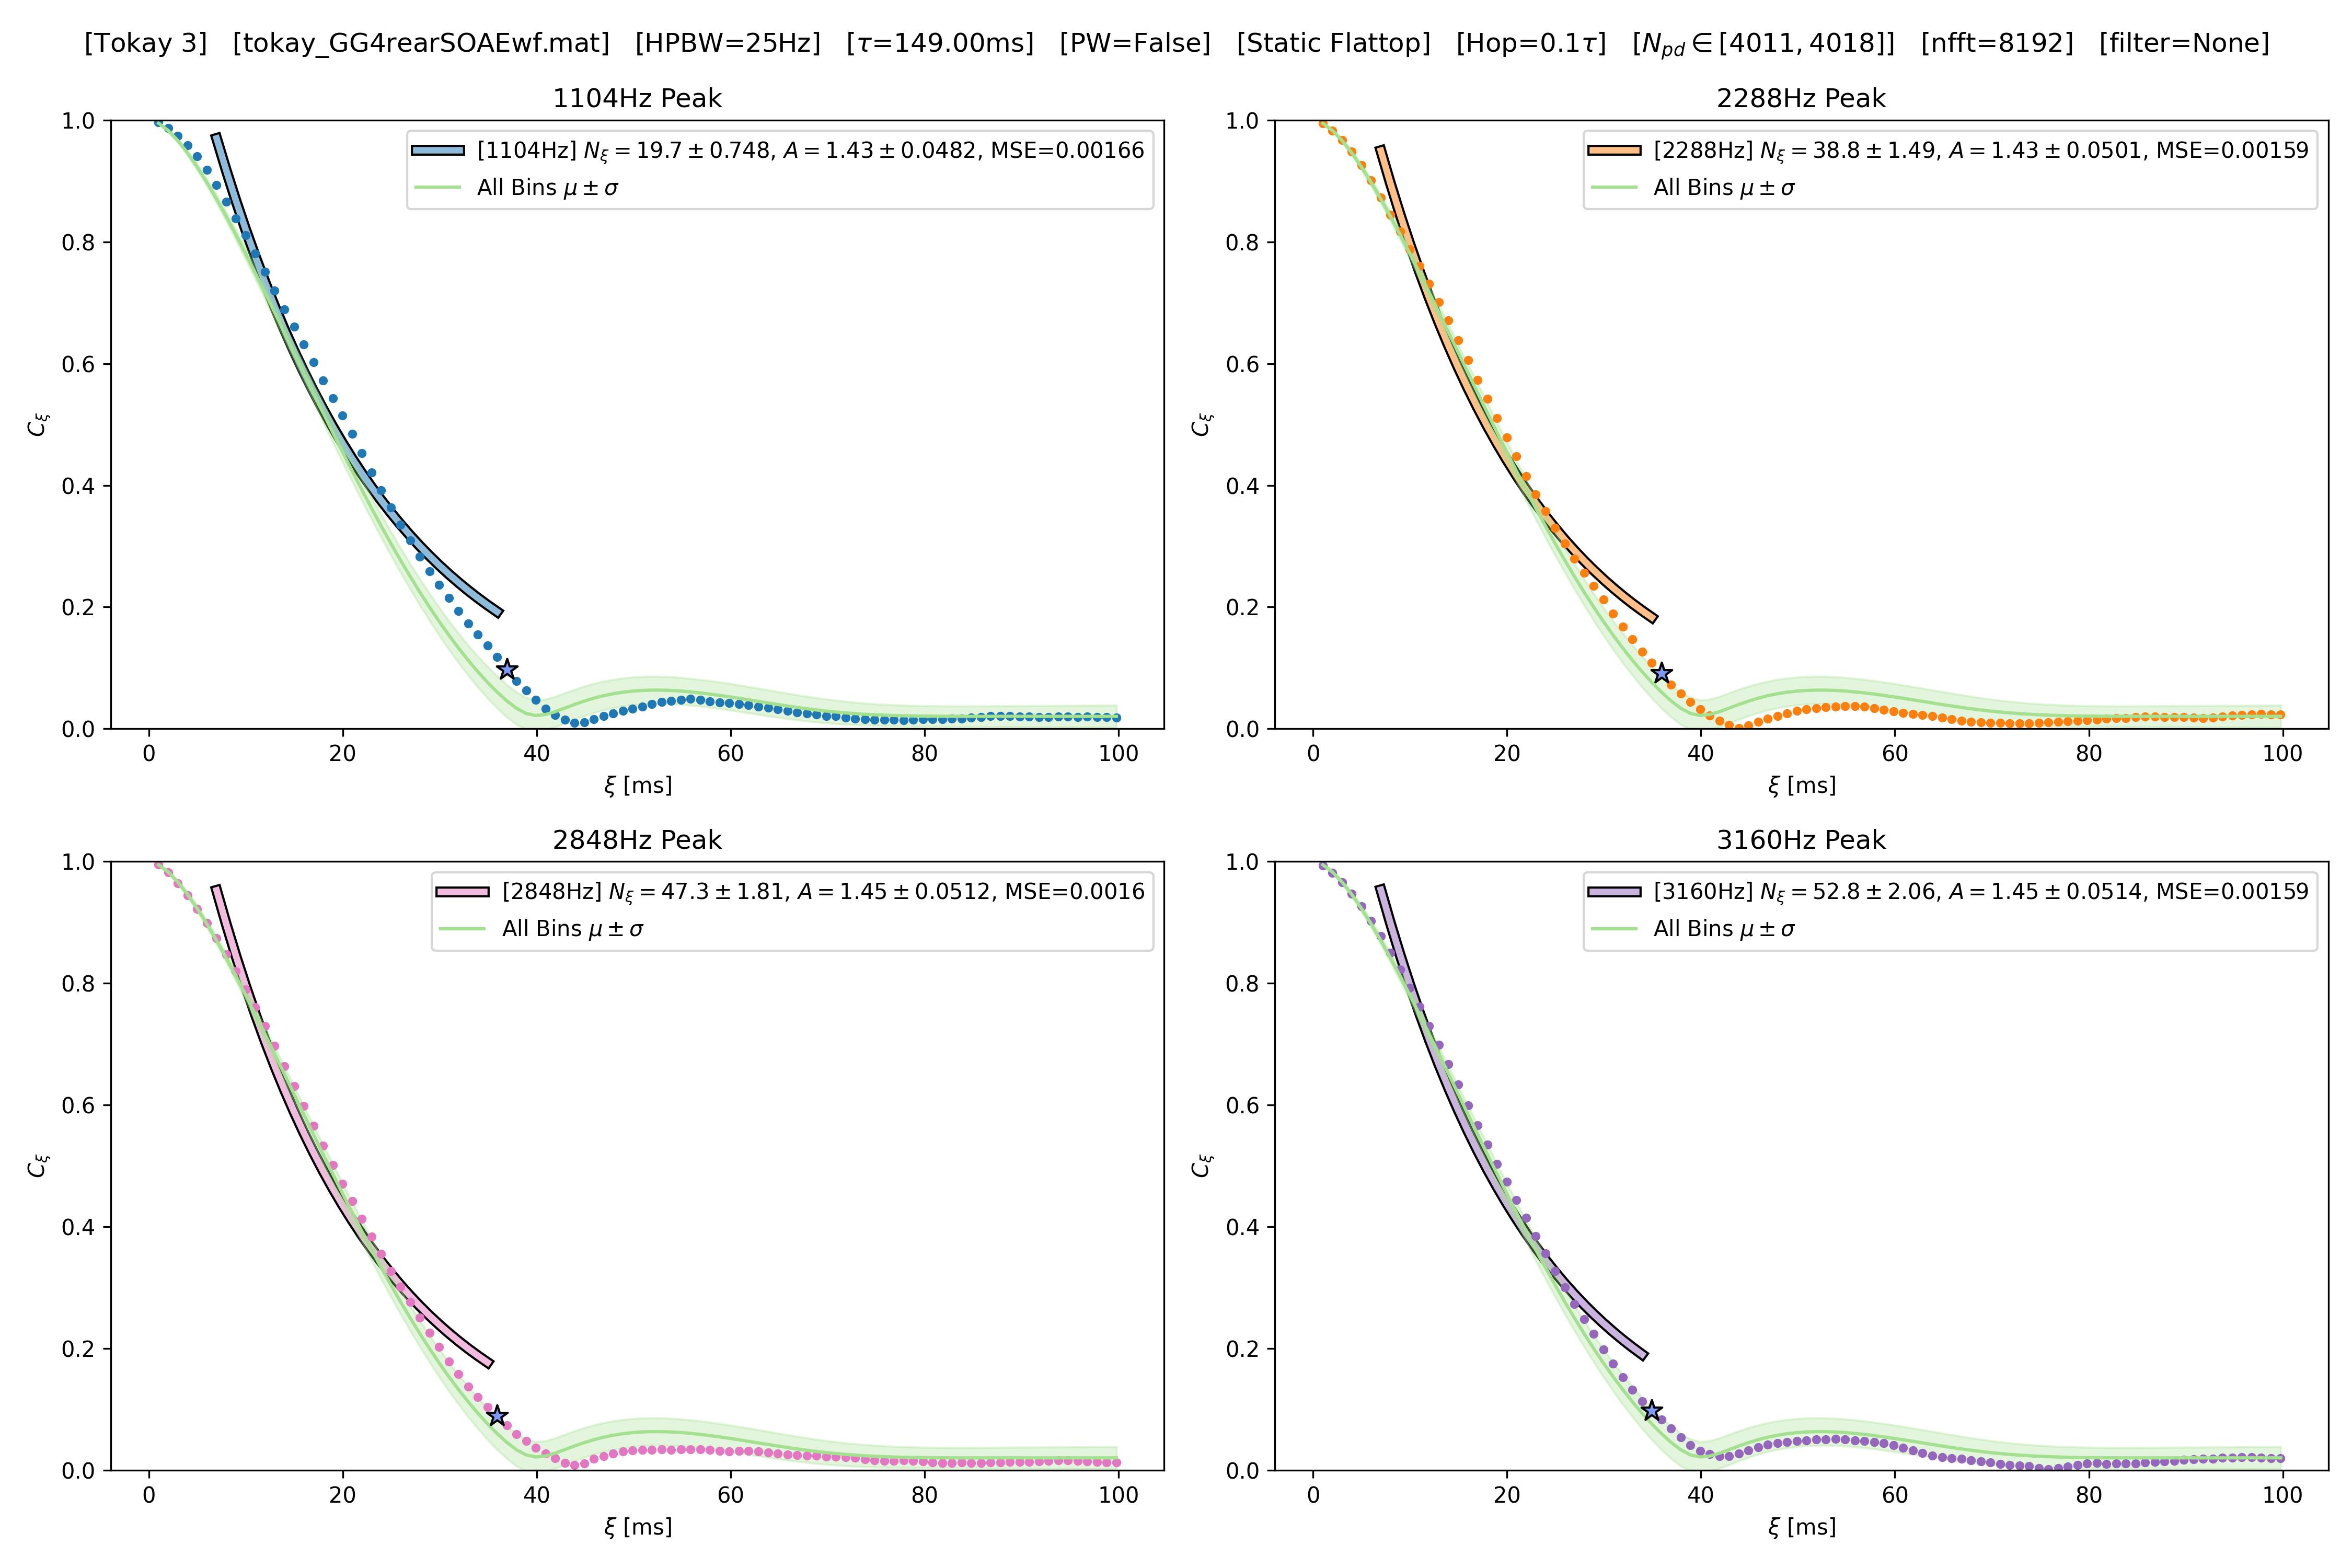 [Tokay 3] [tokay_GG4rearSOAEwf.mat] [HPBW=25Hz] [τ=149.00ms] [PW=False] [Static Flattop] [Hop=0.1τ] [N_pd ∈ [4011, 4018]] [nfft=8192] [filter=None]
1104Hz Peak
[1104Hz] N_ξ = 19.7 ± 0.748, A = 1.43 ± 0.0482, MSE=0.00166
All Bins μ ± σ
1.0
0.8
0.6
0.4
0.2
0.0
C_ξ
0 20 40 60 80 100
ξ [ms]
2288Hz Peak
[2288Hz] N_ξ = 38.8 ± 1.49, A = 1.43 ± 0.0501, MSE=0.00159
All Bins μ ± σ
1.0
0.8
0.6
0.4
0.2
0.0
C_ξ
0 20 40 60 80 100
ξ [ms]
2848Hz Peak
[2848Hz] N_ξ = 47.3 ± 1.81, A = 1.45 ± 0.0512, MSE=0.0016
All Bins μ ± σ
1.0
0.8
0.6
0.4
0.2
0.0
C_ξ
0 20 40 60 80 100
ξ [ms]
3160Hz Peak
[3160Hz] N_ξ = 52.8 ± 2.06, A = 1.45 ± 0.0514, MSE=0.00159
All Bins μ ± σ
1.0
0.8
0.6
0.4
0.2
0.0
C_ξ
0 20 40 60 80 100
ξ [ms]